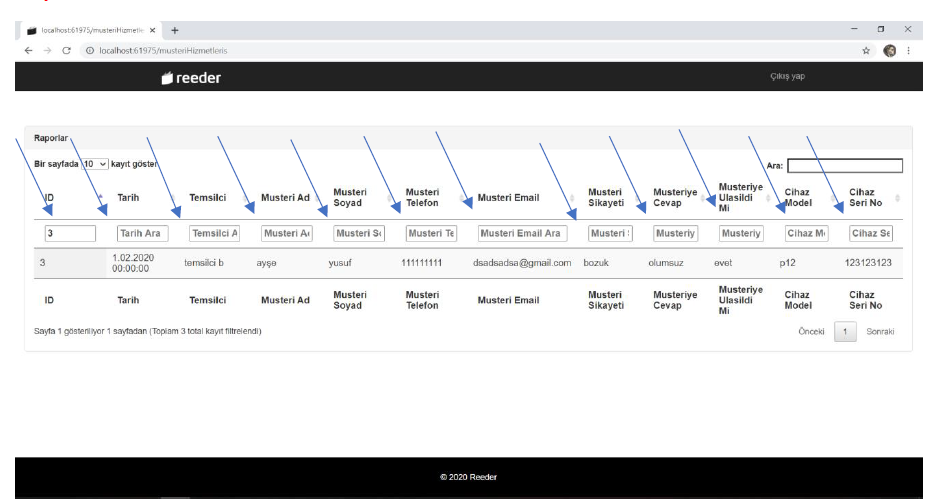 localhost:61975/musteriHizmetle
localhost:61975/musteriHizmetleris
reeder
Çıkış yap
Raporlar
Bir sayfada 10 kayıt göster
Ara:
ID Tarih Temsilci Musteri Ad Musteri Soyad Musteri Telefon Musteri Email Musteri Sikayeti Musteriye Cevap Musteriye Ulasildi Mi Cihaz Model Cihaz Seri No
3 Tarih Ara Temsilci A Musteri A Musteri S Musteri Te Musteri Email Ara Musteri Musteriy Musteriy Cihaz M Cihaz Se
3 1.02.2020 00:00:00 temsilci b ayşe yusuf 111111111 dsadsadsa@gmail.com bozuk olumsuz evet p12 123123123
ID Tarih Temsilci Musteri Ad Musteri Soyad Musteri Telefon Musteri Email Musteri Sikayeti Musteriye Cevap Musteriye Ulasildi Mi Cihaz Model Cihaz Seri No
Sayfa 1 gösteriliyor 1 sayfadan (Toplam 3 total kayıt filtrelendi)
Önceki 1 Sonraki
© 2020 Reeder